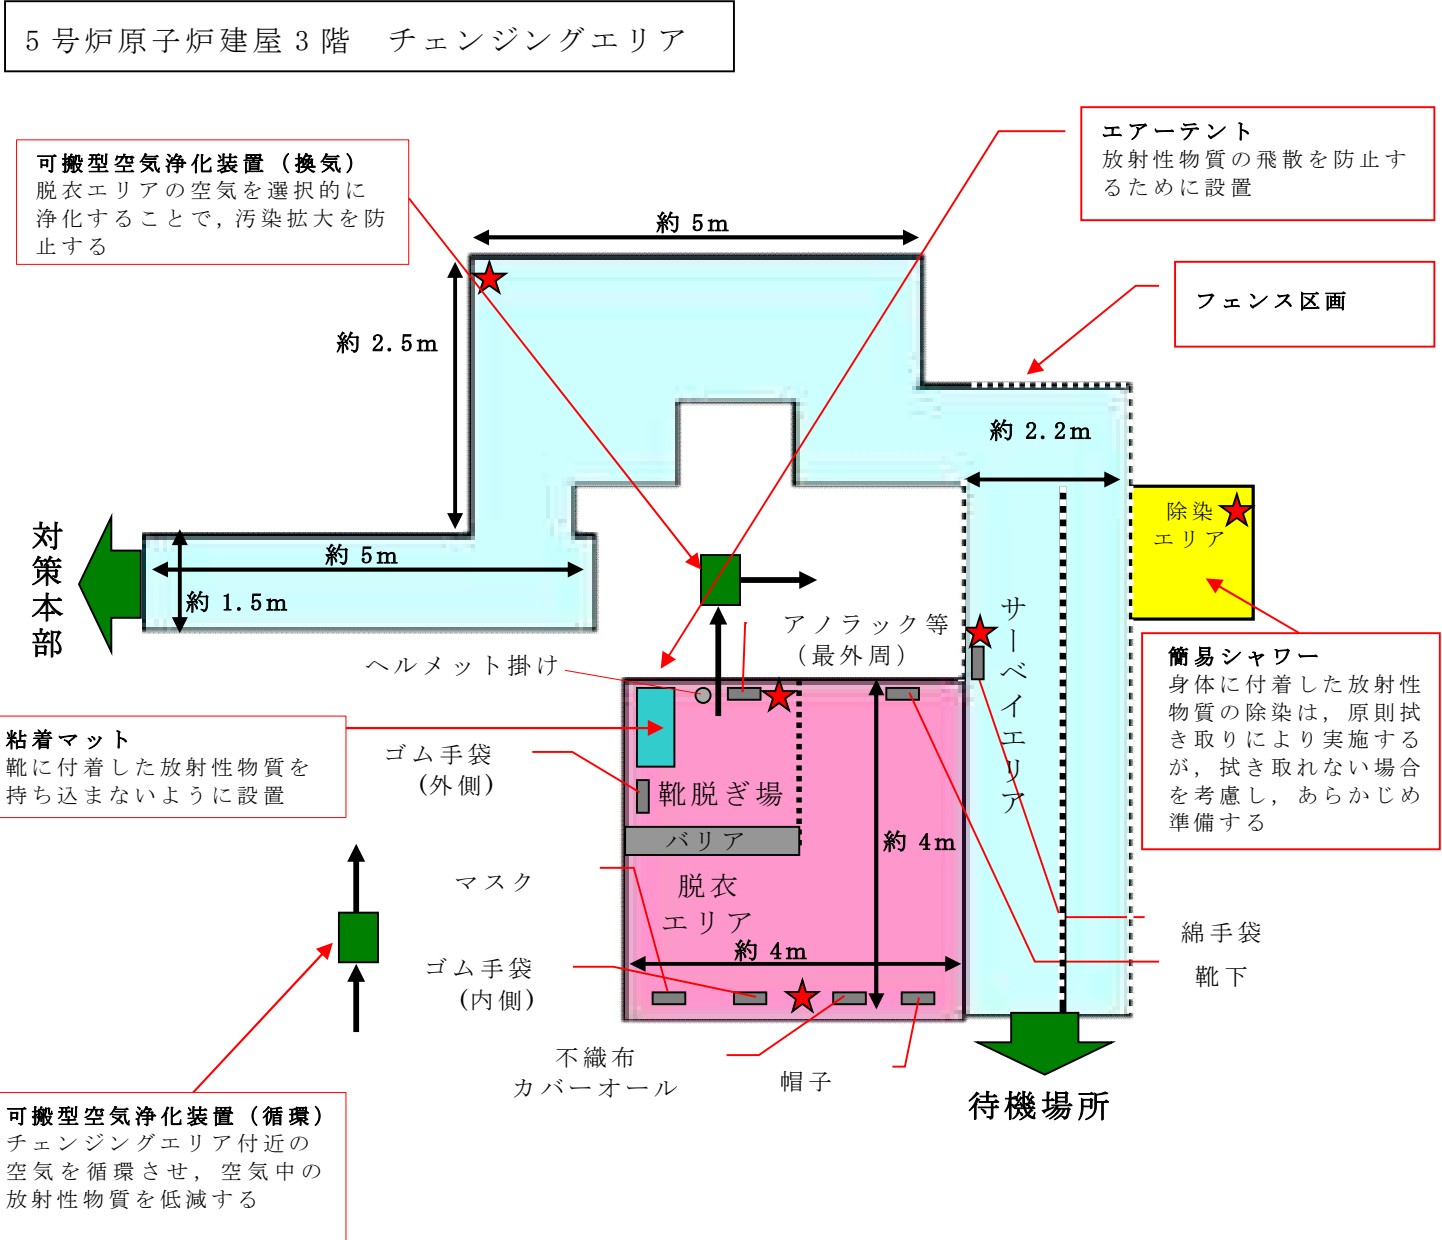 5号炉原子炉建屋3階　チェンジングエリア
可搬型空気浄化装置（換気）
脱衣エリアの空気を選択的に
浄化することで，汚染拡大を防
止する
エアーテント
放射性物質の飛散を防止す
るために設置
約 5m
フェンス区画
約 2.5m
約 2.2m
対策本部
約 5m
約 1.5m
除染
エリア
サーベイエリア
アノラック等
（最外周）
ヘルメット掛け
簡易シャワー
身体に付着した放射性
物質の除染は，原則拭
き取りにより実施する
が，拭き取れない場合
を考慮し，あらかじめ
準備する
粘着マット
靴に付着した放射性物質を
持ち込まないように設置
ゴム手袋
(外側)
靴脱ぎ場
バリア
約 4m
マスク
脱衣
エリア
約 4m
綿手袋
靴下
ゴム手袋
(内側)
不織布
カバーオール
帽子
待機場所
可搬型空気浄化装置（循環）
チェンジングエリア付近の
空気を循環させ，空気中の
放射性物質を低減する